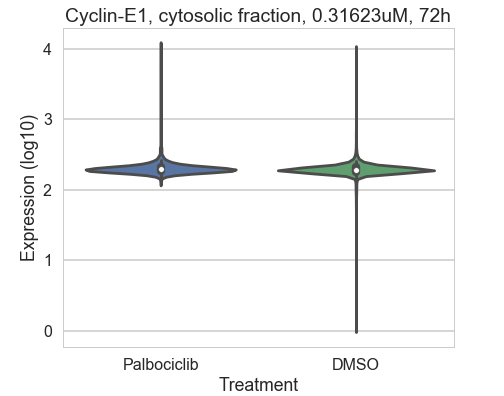 Cyclin-E1, cytosolic fraction, 0.31623uM, 72h
4
3
2
1
0
Expression (log10)
Palbociclib DMSO
Treatment